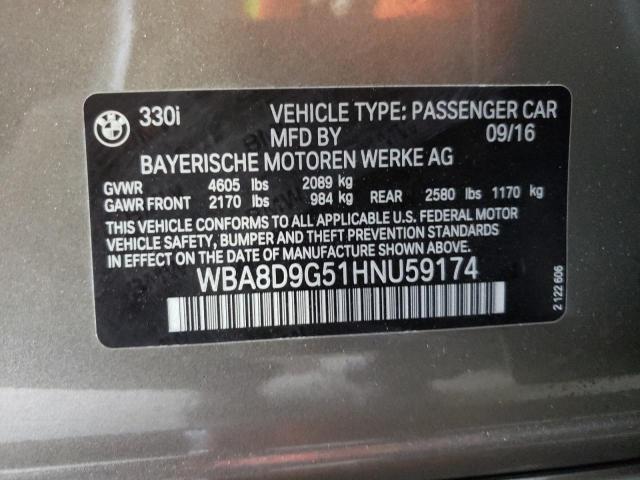 330i VEHICLE TYPE: PASSENGER CAR
MFD BY 09/16
BAYERISCHE MOTOREN WERKE AG
GVWR 4605 lbs 2089 kg
GAWR FRONT 2170 lbs 984 kg REAR 2580 lbs 1170 kg
THIS VEHICLE CONFORMS TO ALL APPLICABLE U.S. FEDERAL MOTOR
VEHICLE SAFETY, BUMPER AND THEFT PREVENTION STANDARDS
IN EFFECT ON THE DATE OF MANUFACTURE SHOWN ABOVE.
WBA8D9G51HNU59174
2 122 606